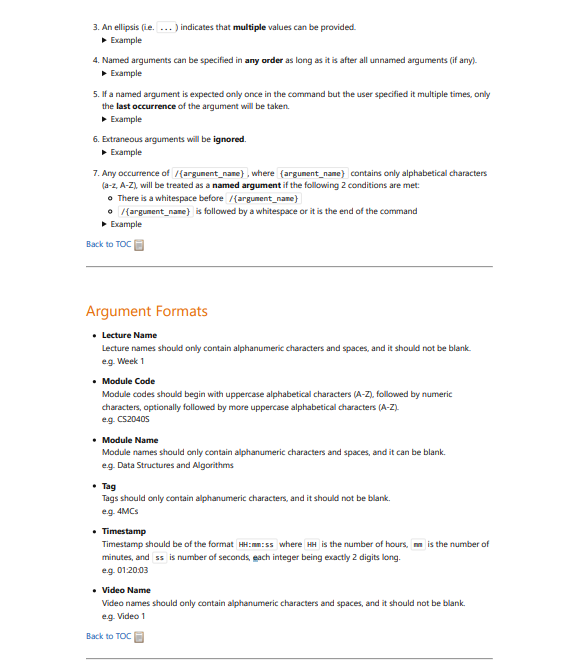 3. An ellipsis (i.e. ... ) indicates that multiple values can be provided.
▶ Example
4. Named arguments can be specified in any order as long as it is after all unnamed arguments (if any).
▶ Example
5. If a named argument is expected only once in the command but the user specified it multiple times, only
the last occurrence of the argument will be taken.
▶ Example
6. Extraneous arguments will be ignored.
▶ Example
7. Any occurrence of /{argument_name} , where {argument_name} contains only alphabetical characters
(a-z, A-Z), will be treated as a named argument if the following 2 conditions are met:
There is a whitespace before /{argument_name}
/{argument_name} is followed by a whitespace or it is the end of the command
▶ Example
Back to TOC
Argument Formats
• Lecture Name
Lecture names should only contain alphanumeric characters and spaces, and it should not be blank.
e.g. Week 1
• Module Code
Module codes should begin with uppercase alphabetical characters (A-Z), followed by numeric
characters, optionally followed by more uppercase alphabetical characters (A-Z).
e.g. CS2040S
• Module Name
Module names should only contain alphanumeric characters and spaces, and it can be blank.
e.g. Data Structures and Algorithms
• Tag
Tags should only contain alphanumeric characters, and it should not be blank.
e.g. 4MCs
• Timestamp
Timestamp should be of the format HH:mm:ss where HH is the number of hours, mm is the number of
minutes, and ss is number of seconds, each integer being exactly 2 digits long.
e.g. 01:20:03
• Video Name
Video names should only contain alphanumeric characters and spaces, and it should not be blank.
e.g. Video 1
Back to TOC